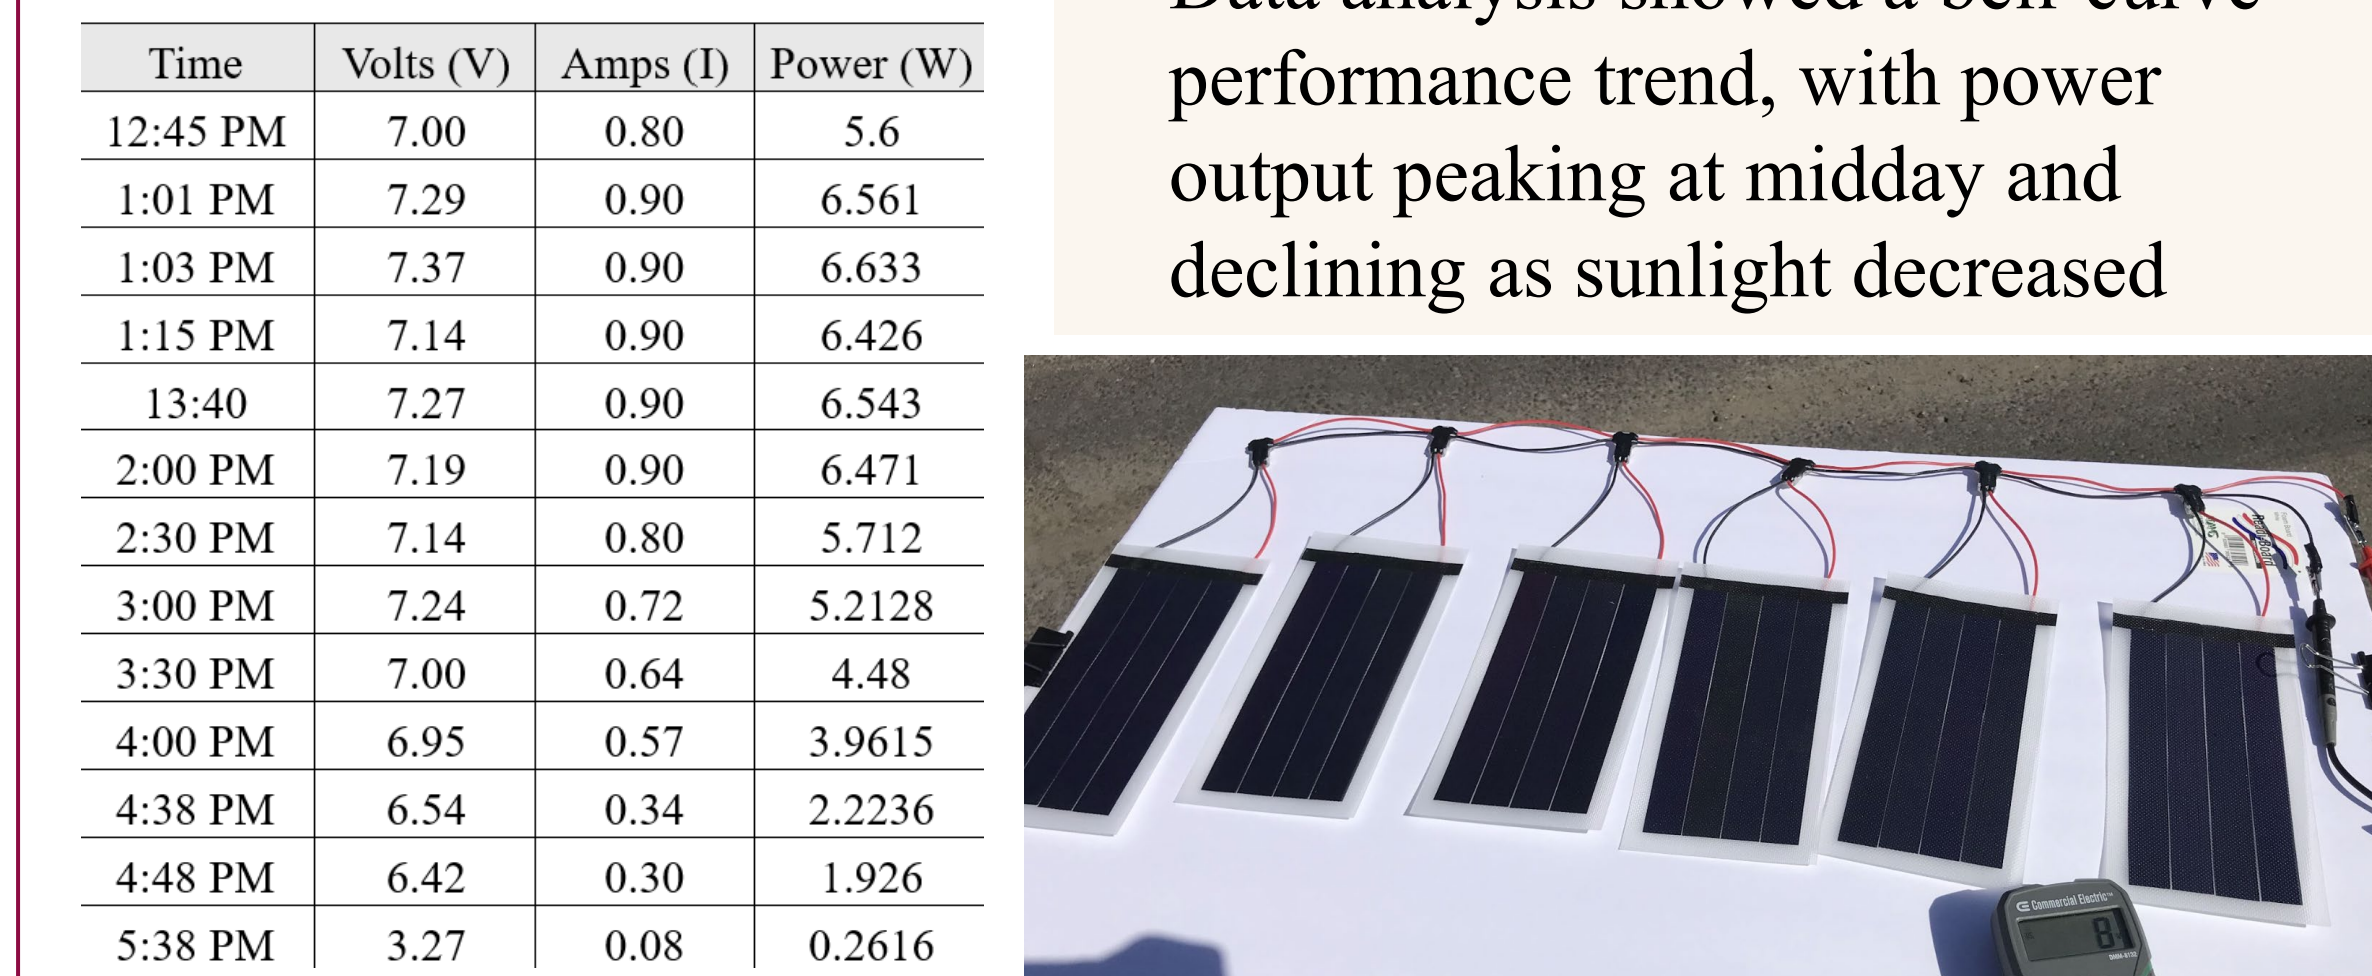 Time Volts (V) Amps (I) Power (W)
12:45 PM 7.00 0.80 5.6
1:01 PM 7.29 0.90 6.561
1:03 PM 7.37 0.90 6.633
1:15 PM 7.14 0.90 6.426
13:40 7.27 0.90 6.543
2:00 PM 7.19 0.90 6.471
2:30 PM 7.14 0.80 5.712
3:00 PM 7.24 0.72 5.2128
3:30 PM 7.00 0.64 4.48
4:00 PM 6.95 0.57 3.9615
4:38 PM 6.54 0.34 2.2236
4:48 PM 6.42 0.30 1.926
5:38 PM 3.27 0.08 0.2616
Data analysis showed a bell-curve
performance trend, with power
output peaking at midday and
declining as sunlight decreased
Commercial Electric™